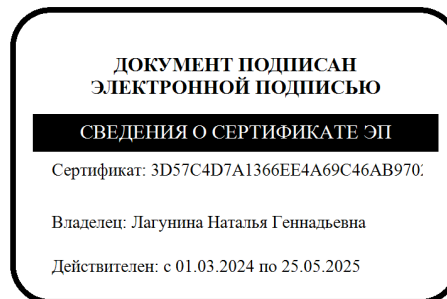 ДОКУМЕНТ ПОДПИСАН
ЭЛЕКТРОННОЙ ПОДПИСЬЮ
СВЕДЕНИЯ О СЕРТИФИКАТЕ ЭП
Сертификат: 3D57C4D7A1366EE4A69C46AB970
Владелец: Лагунина Наталья Геннадьевна
Действителен: с 01.03.2024 по 25.05.2025